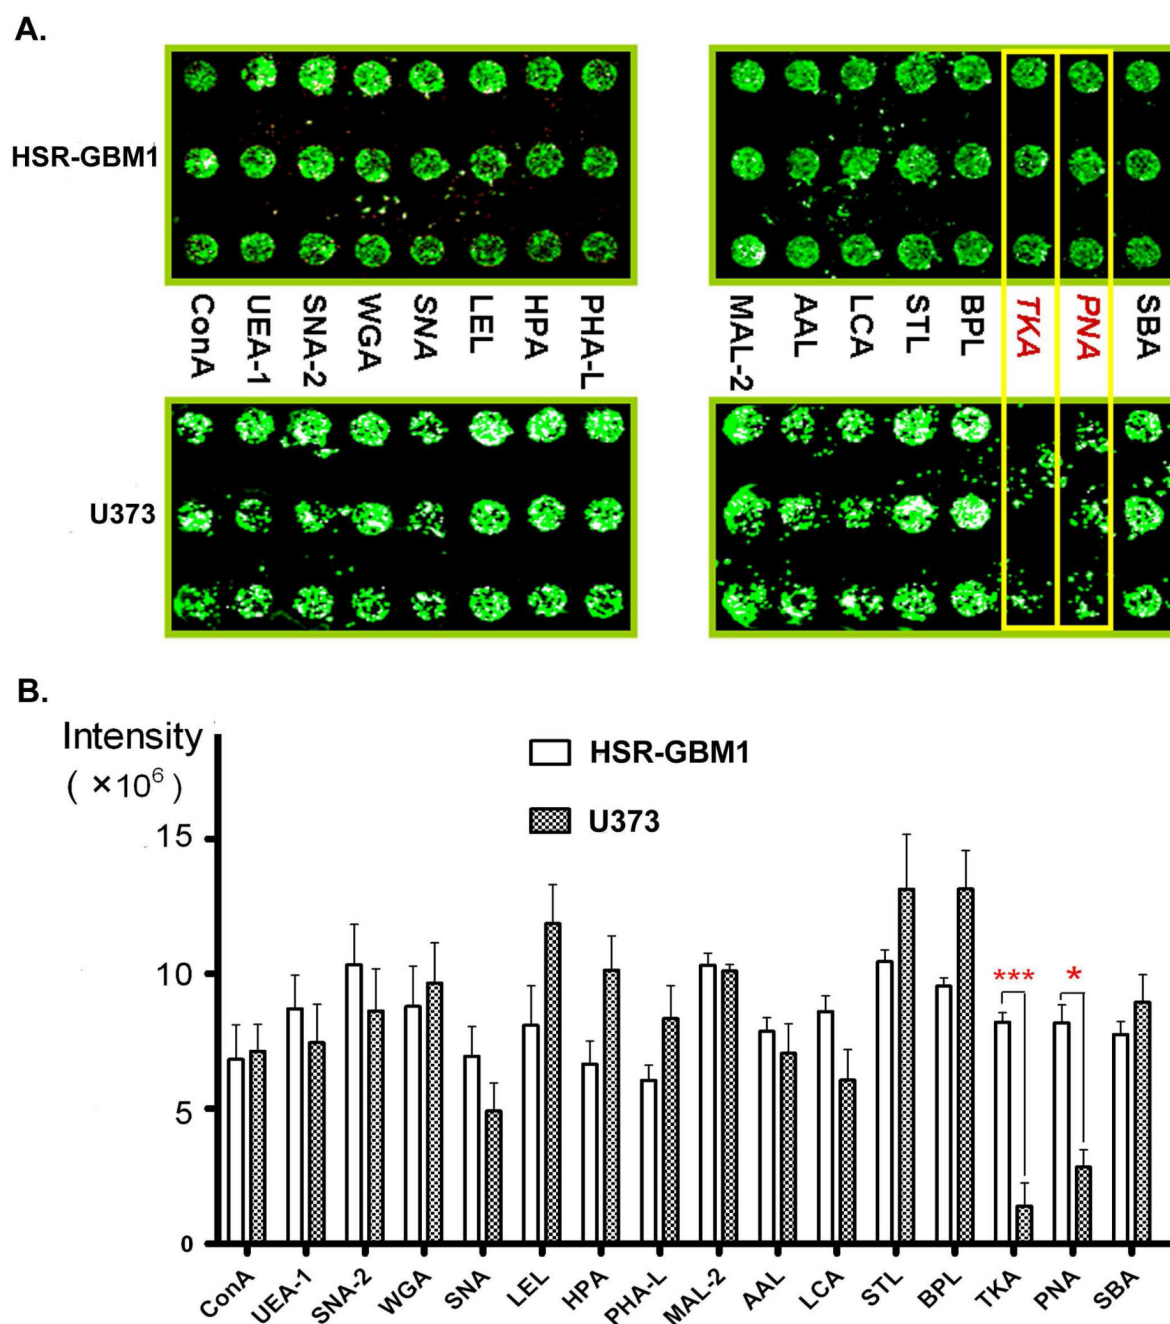 A.
HSR-GBM1
ConA UEA-1 SNA-2 WGA SNA LEL HPA PHA-L MAL-2 AAL LCA STL BPL TKA PNA SBA
U373
B.
Intensity
( ×10⁶ )
HSR-GBM1
U373
15
10
5
0
*** *
ConA UEA-1 SNA-2 WGA SNA LEL HPA PHA-L MAL-2 AAL LCA STL BPL TKA PNA SBA